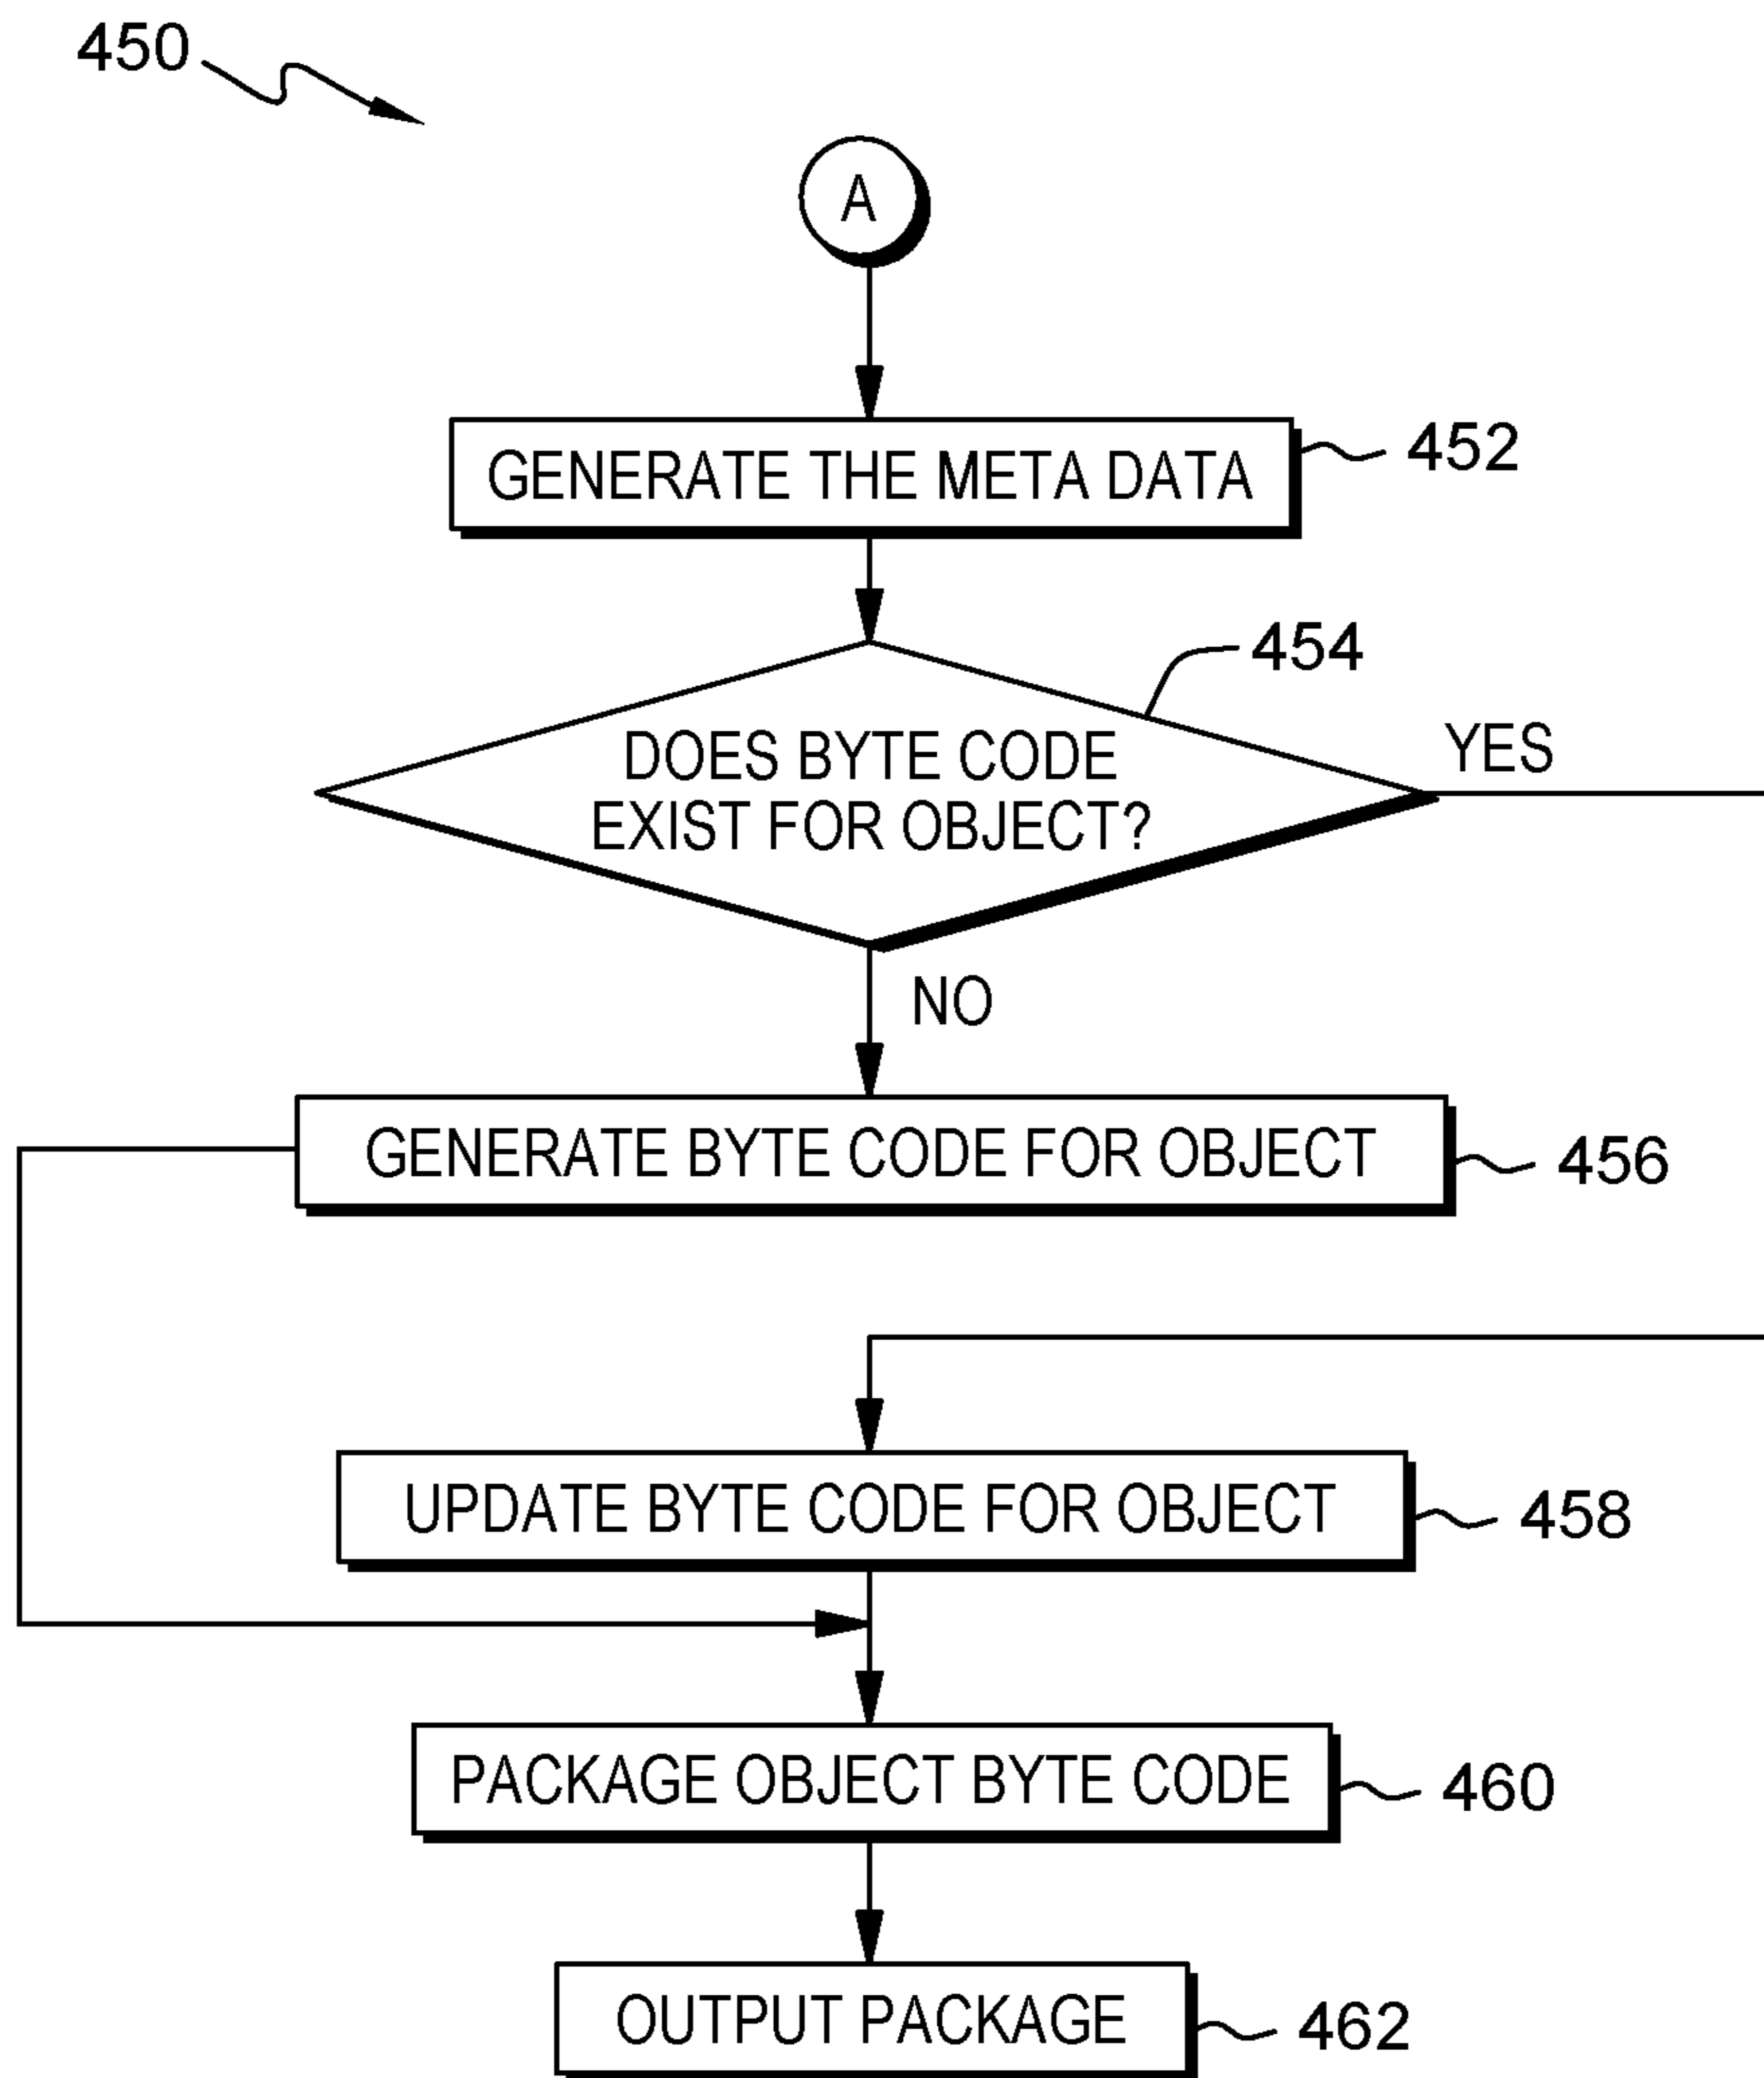 450
A
GENERATE THE META DATA
452
454
DOES BYTE CODE
EXIST FOR OBJECT?
YES
NO
GENERATE BYTE CODE FOR OBJECT
456
UPDATE BYTE CODE FOR OBJECT
458
PACKAGE OBJECT BYTE CODE
460
OUTPUT PACKAGE
462